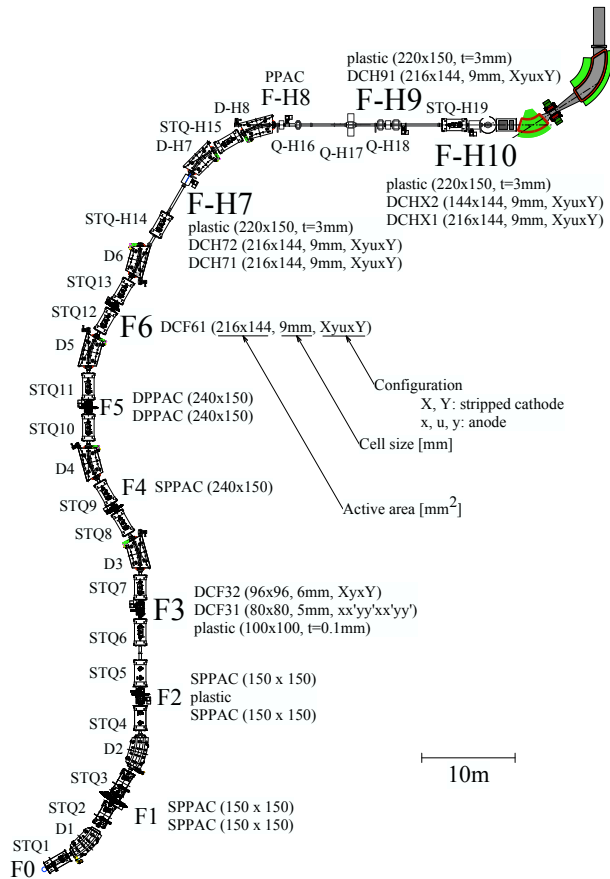 plastic (220x150, t=3mm)
DCH91 (216x144, 9mm, XyuxY)
PPAC
F-H8
F-H9
D-H8
STQ-H19
STQ-H15
D-H7
Q-H16
Q-H17
Q-H18
F-H10
plastic (220x150, t=3mm)
DCHX2 (144x144, 9mm, XyuxY)
DCHX1 (216x144, 9mm, XyuxY)
F-H7
STQ-H14
plastic (220x150, t=3mm)
DCH72 (216x144, 9mm, XyuxY)
DCH71 (216x144, 9mm, XyuxY)
D6
STQ13
STQ12
F6
DCF61 (216x144, 9mm, XyuxY)
D5
Configuration
X, Y: stripped cathode
x, u, y: anode
STQ11
F5
DPPAC (240x150)
DPPAC (240x150)
STQ10
Cell size [mm]
D4
F4
SPPAC (240x150)
STQ9
Active area [mm2]
STQ8
D3
STQ7
F3
DCF32 (96x96, 6mm, XyxY)
DCF31 (80x80, 5mm, xx'yy'xx'yy')
plastic (100x100, t=0.1mm)
STQ6
STQ5
F2
SPPAC (150 x 150)
plastic
SPPAC (150 x 150)
STQ4
D2
10m
STQ3
STQ2
F1
SPPAC (150 x 150)
SPPAC (150 x 150)
D1
STQ1
F0